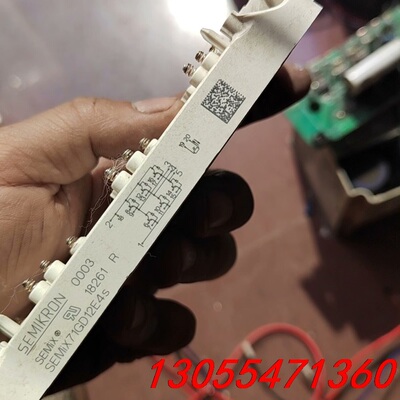 SEMIKRON 0003
SEMiX® 18261 R
SEMiX71GD12E4s
13055471360